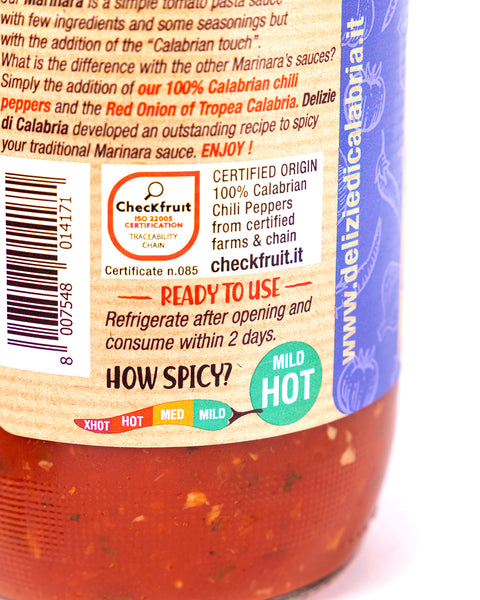 Marinara is a simple tomato pasta sauce
with few ingredients and some seasonings but
with the addition of the “Calabrian touch”.
What is the difference with the other Marinara's sauces?
Simply the addition of our 100% Calabrian chili
peppers and the Red Onion of Tropea Calabria. Delizie
di Calabria developed an outstanding recipe to spicy
your traditional Marinara sauce. ENJOY !
8 007548 014171
Checkfruit
ISO 22005
CERTIFICATION
TRACEABILITY
CHAIN
Certificate n.085
CERTIFIED ORIGIN
100% Calabrian
Chili Peppers
from certified
farms & chain
checkfruit.it
READY TO USE
Refrigerate after opening and
consume within 2 days.
HOW SPICY?
XHOT HOT MED MILD
MILD
HOT
www.deliziedicalabria.it